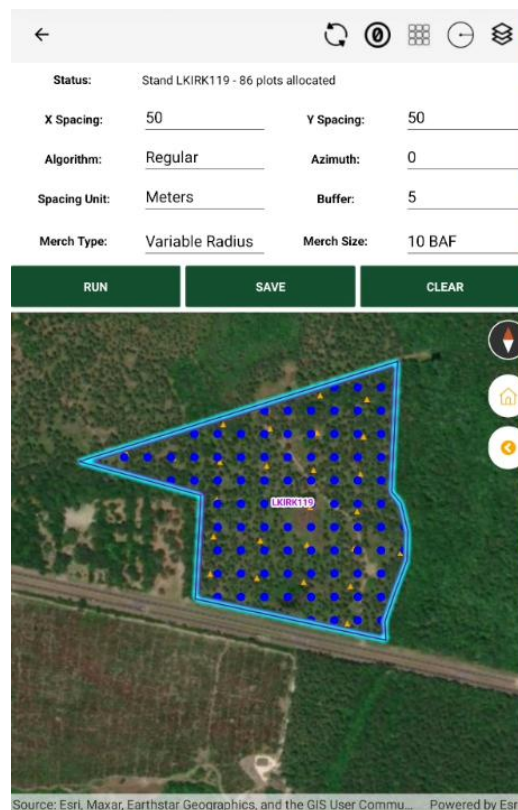 Status: Stand LKIRK119 - 86 plots allocated
X Spacing: 50 Y Spacing: 50
Algorithm: Regular Azimuth: 0
Spacing Unit: Meters Buffer: 5
Merch Type: Variable Radius Merch Size: 10 BAF
RUN SAVE CLEAR
LKIRK119
Source: Esri, Maxar, Earthstar Geographics, and the GIS User Commu... Powered by Esri